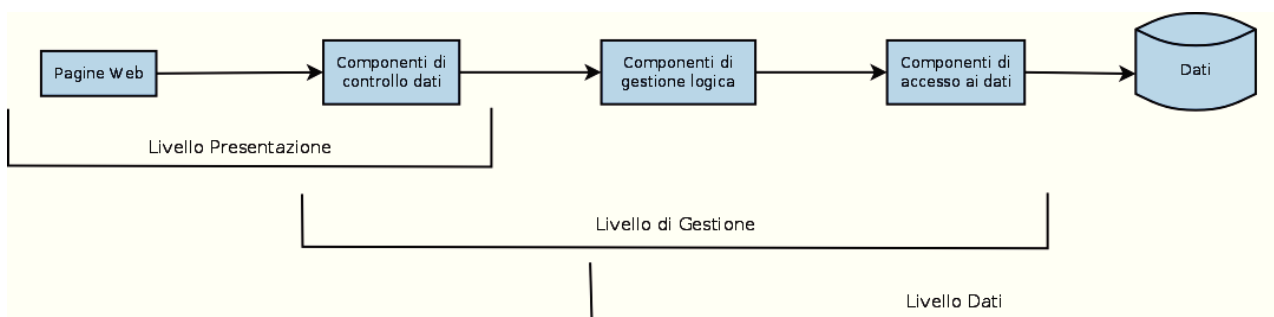 Pagine Web
Componenti di
controllo dati
Componenti di
gestione logica
Componenti di
accesso ai dati
Dati
Livello Presentazione
Livello di Gestione
Livello Dati